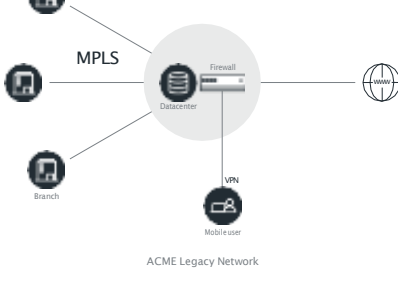 MPLS
Firewall
www
Datacenter
VPN
Branch
Mobile user
ACME Legacy Network